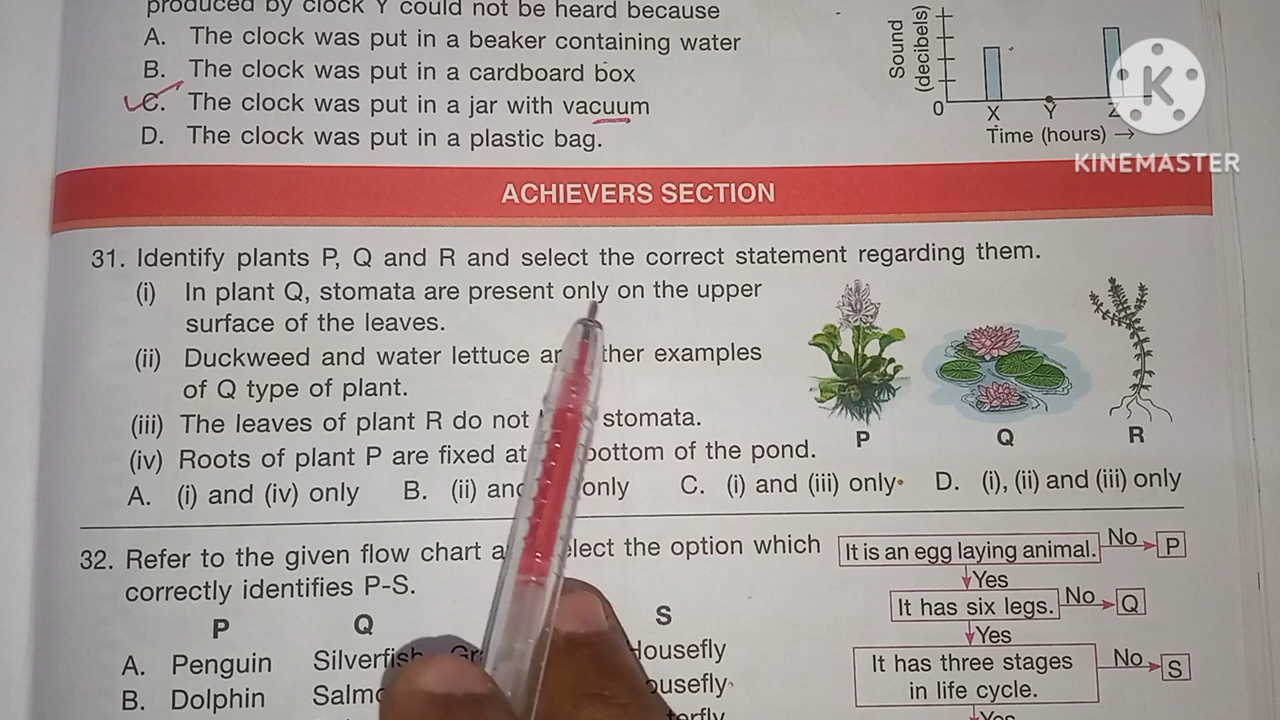 produced by clock Y could not be heard because
A. The clock was put in a beaker containing water
B. The clock was put in a cardboard box
C. The clock was put in a jar with vacuum
D. The clock was put in a plastic bag.
Sound
(decibels)
0
X Y Z
Time (hours) →
KINEMASTER
ACHIEVERS SECTION
31. Identify plants P, Q and R and select the correct statement regarding them.
(i) In plant Q, stomata are present only on the upper
surface of the leaves.
(ii) Duckweed and water lettuce are other examples
of Q type of plant.
(iii) The leaves of plant R do not stomata.
(iv) Roots of plant P are fixed at bottom of the pond.
P Q R
A. (i) and (iv) only B. (ii) and only C. (i) and (iii) only D. (i), (ii) and (iii) only
32. Refer to the given flow chart and select the option which
correctly identifies P-S.
P Q S
A. Penguin Silverfish Housefly
B. Dolphin Housefly
It is an egg laying animal. No P
Yes
It has six legs. No Q
Yes
It has three stages
in life cycle. No S
Yes